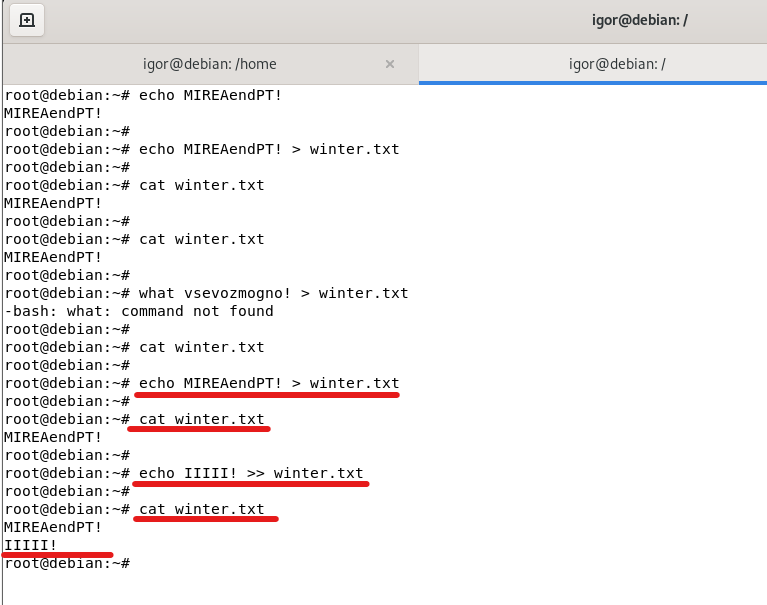 igor@debian: /
igor@debian: /home
igor@debian: /
root@debian:~# echo MIREAendPT!
MIREAendPT!
root@debian:~#
root@debian:~# echo MIREAendPT! > winter.txt
root@debian:~#
root@debian:~# cat winter.txt
MIREAendPT!
root@debian:~#
root@debian:~# cat winter.txt
MIREAendPT!
root@debian:~#
root@debian:~# what vsevozmogno! > winter.txt
-bash: what: command not found
root@debian:~#
root@debian:~# cat winter.txt
root@debian:~#
root@debian:~# echo MIREAendPT! > winter.txt
root@debian:~#
root@debian:~# cat winter.txt
MIREAendPT!
root@debian:~#
root@debian:~# echo IIIII! >> winter.txt
root@debian:~#
root@debian:~# cat winter.txt
MIREAendPT!
IIIII!
root@debian:~#